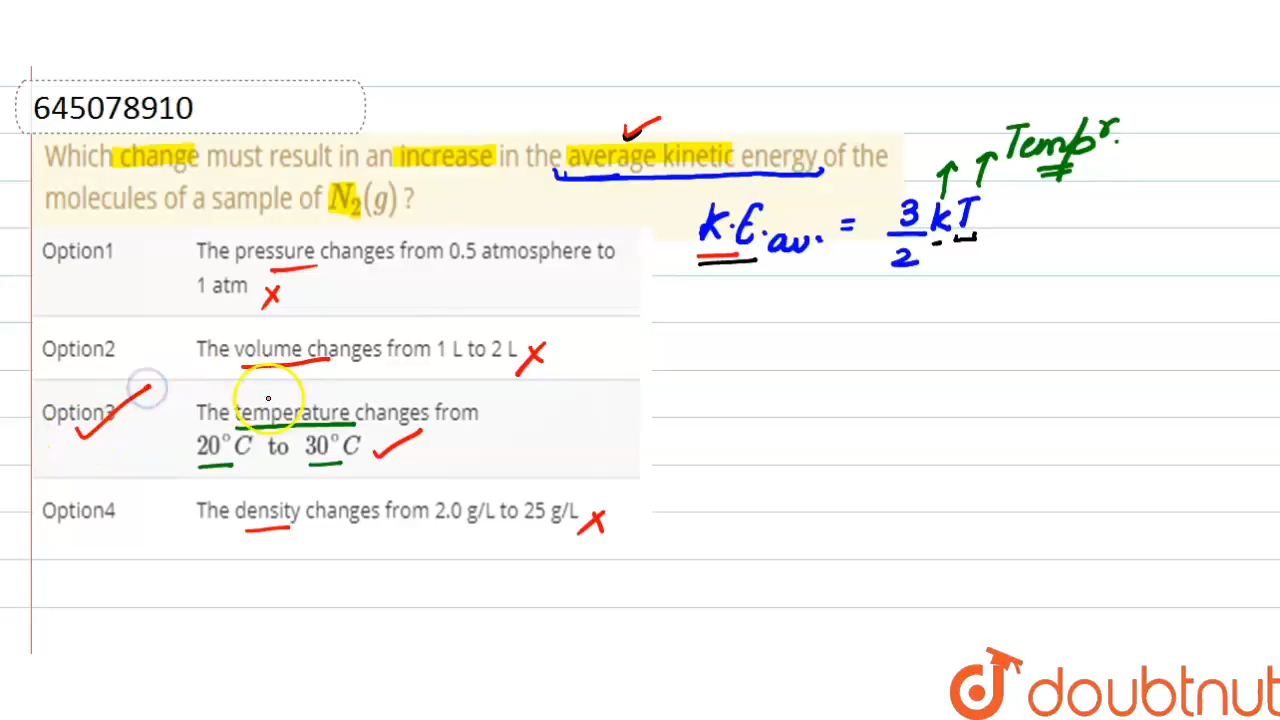 645078910
Which change must result in an increase in the average kinetic energy of the
molecules of a sample of N₂(g) ?
Tempr.
K.E.av. = 3/2 kT
Option1 The pressure changes from 0.5 atmosphere to
1 atm
Option2 The volume changes from 1 L to 2 L
Option3 The temperature changes from
20°C to 30°C
Option4 The density changes from 2.0 g/L to 25 g/L
doubtnut